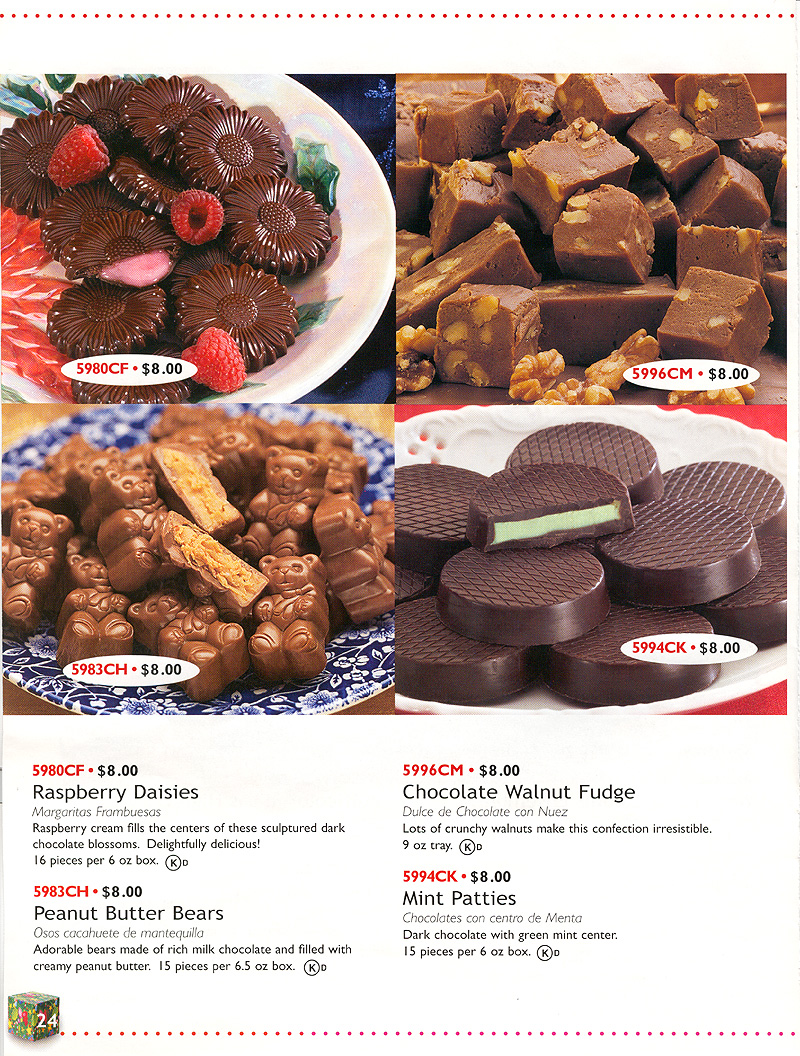 5980CF • $8.00
5996CM • $8.00
5983CH • $8.00
5994CK • $8.00
5980CF • $8.00
Raspberry Daisies
Margaritas Frambuesas
Raspberry cream fills the centers of these sculptured dark
chocolate blossoms. Delightfully delicious!
16 pieces per 6 oz box. K D
5983CH • $8.00
Peanut Butter Bears
Osos cacahuete de mantequilla
Adorable bears made of rich milk chocolate and filled with
creamy peanut butter. 15 pieces per 6.5 oz box. K D
5996CM • $8.00
Chocolate Walnut Fudge
Dulce de Chocolate con Nuez
Lots of crunchy walnuts make this confection irresistible.
9 oz tray. K D
5994CK • $8.00
Mint Patties
Chocolates con centro de Menta
Dark chocolate with green mint center.
15 pieces per 6 oz box. K D
24